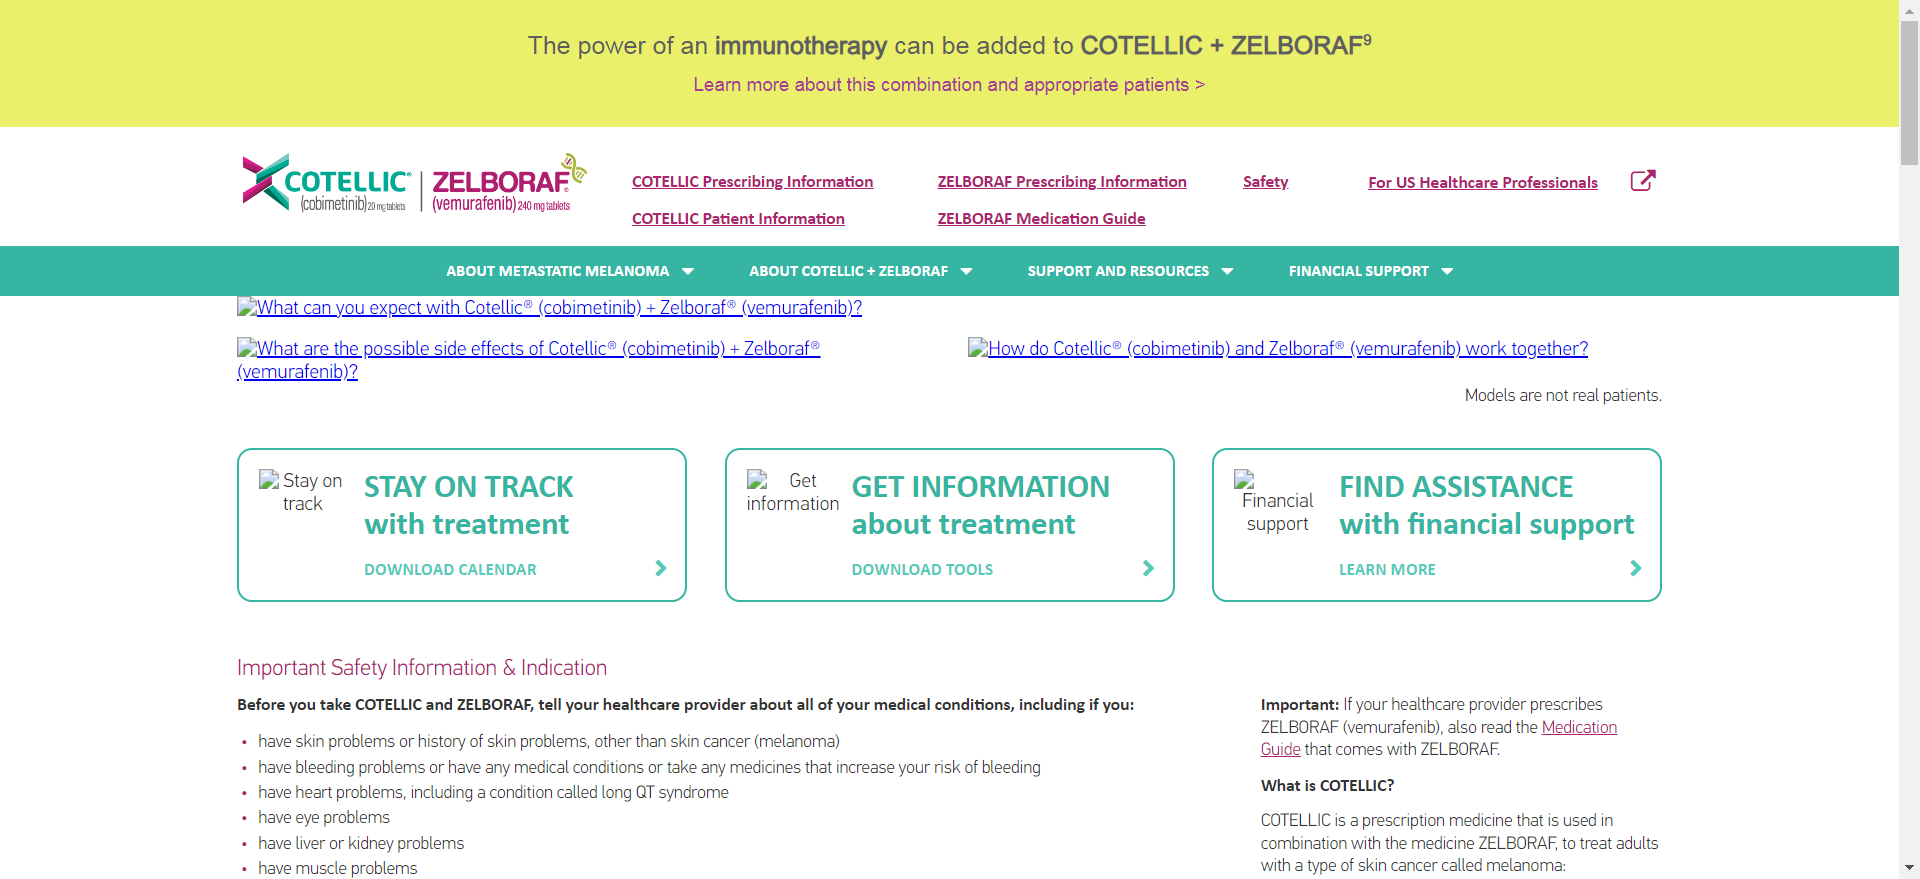 The power of an immunotherapy can be added to COTELLIC + ZELBORAF⁹
Learn more about this combination and appropriate patients >
COTELLIC®
(cobimetinib) 20 mg tablets
ZELBORAF®
(vemurafenib) 240 mg tablets
COTELLIC Prescribing Information
ZELBORAF Prescribing Information
Safety
For US Healthcare Professionals
COTELLIC Patient Information
ZELBORAF Medication Guide
ABOUT METASTATIC MELANOMA
ABOUT COTELLIC + ZELBORAF
SUPPORT AND RESOURCES
FINANCIAL SUPPORT
What can you expect with Cotellic® (cobimetinib) + Zelboraf® (vemurafenib)?
What are the possible side effects of Cotellic® (cobimetinib) + Zelboraf®
(vemurafenib)?
How do Cotellic® (cobimetinib) and Zelboraf® (vemurafenib) work together?
Models are not real patients.
Stay on
track
STAY ON TRACK
with treatment
DOWNLOAD CALENDAR
Get
information
GET INFORMATION
about treatment
DOWNLOAD TOOLS
Financial
support
FIND ASSISTANCE
with financial support
LEARN MORE
Important Safety Information & Indication
Before you take COTELLIC and ZELBORAF, tell your healthcare provider about all of your medical conditions, including if you:
• have skin problems or history of skin problems, other than skin cancer (melanoma)
• have bleeding problems or have any medical conditions or take any medicines that increase your risk of bleeding
• have heart problems, including a condition called long QT syndrome
• have eye problems
• have liver or kidney problems
• have muscle problems
Important: If your healthcare provider prescribes
ZELBORAF (vemurafenib), also read the Medication
Guide that comes with ZELBORAF.
What is COTELLIC?
COTELLIC is a prescription medicine that is used in
combination with the medicine ZELBORAF, to treat adults
with a type of skin cancer called melanoma: